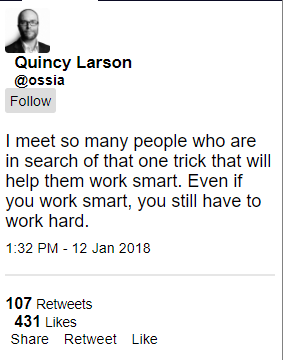 Quincy Larson
@ossia
Follow
I meet so many people who are
in search of that one trick that will
help them work smart. Even if
you work smart, you still have to
work hard.
1:32 PM - 12 Jan 2018
107 Retweets
431 Likes
Share Retweet Like